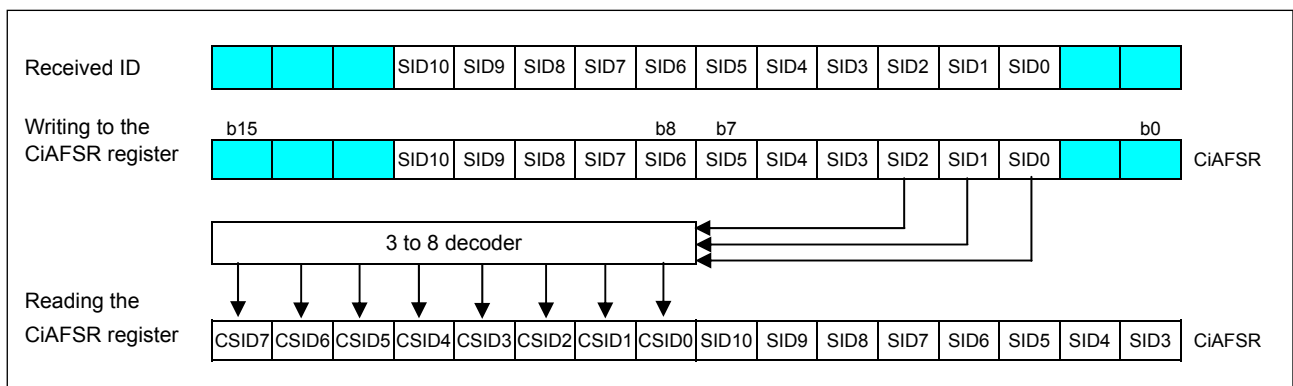 Received ID
SID10 SID9 SID8 SID7 SID6 SID5 SID4 SID3 SID2 SID1 SID0
Writing to the
CiAFSR register
b15 b8 b7 b0
SID10 SID9 SID8 SID7 SID6 SID5 SID4 SID3 SID2 SID1 SID0 CiAFSR
3 to 8 decoder
Reading the
CiAFSR register
CSID7 CSID6 CSID5 CSID4 CSID3 CSID2 CSID1 CSID0 SID10 SID9 SID8 SID7 SID6 SID5 SID4 SID3 CiAFSR